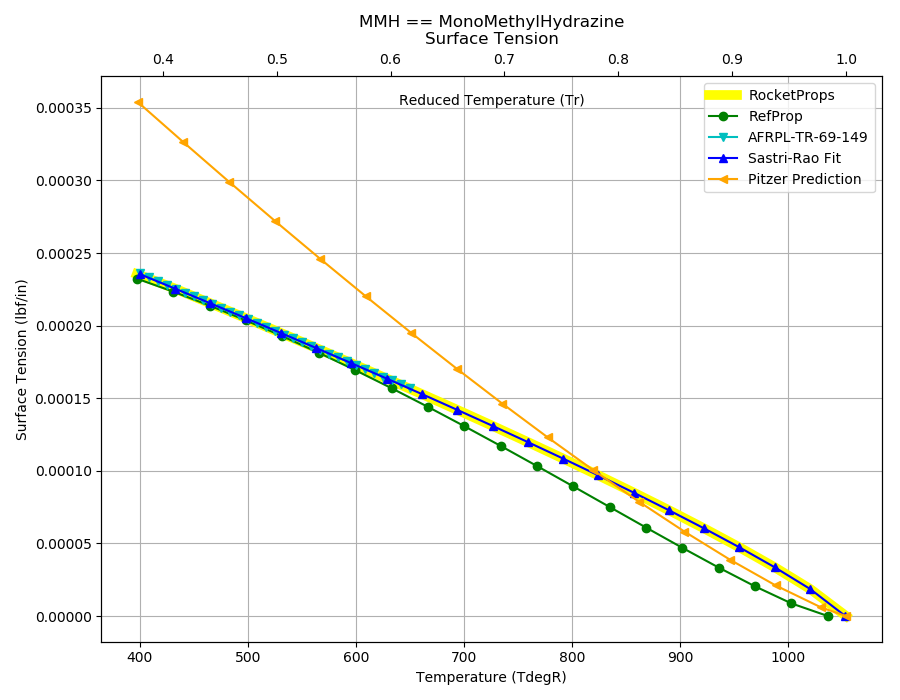 MMH == MonoMethylHydrazine
Surface Tension
0.4 0.5 0.6 0.7 0.8 0.9 1.0
Reduced Temperature (Tr)
RocketProps
RefProp
AFRPL-TR-69-149
Sastri-Rao Fit
Pitzer Prediction
Surface Tension (lbf/in)
0.00035
0.00030
0.00025
0.00020
0.00015
0.00010
0.00005
0.00000
400 500 600 700 800 900 1000
Temperature (TdegR)